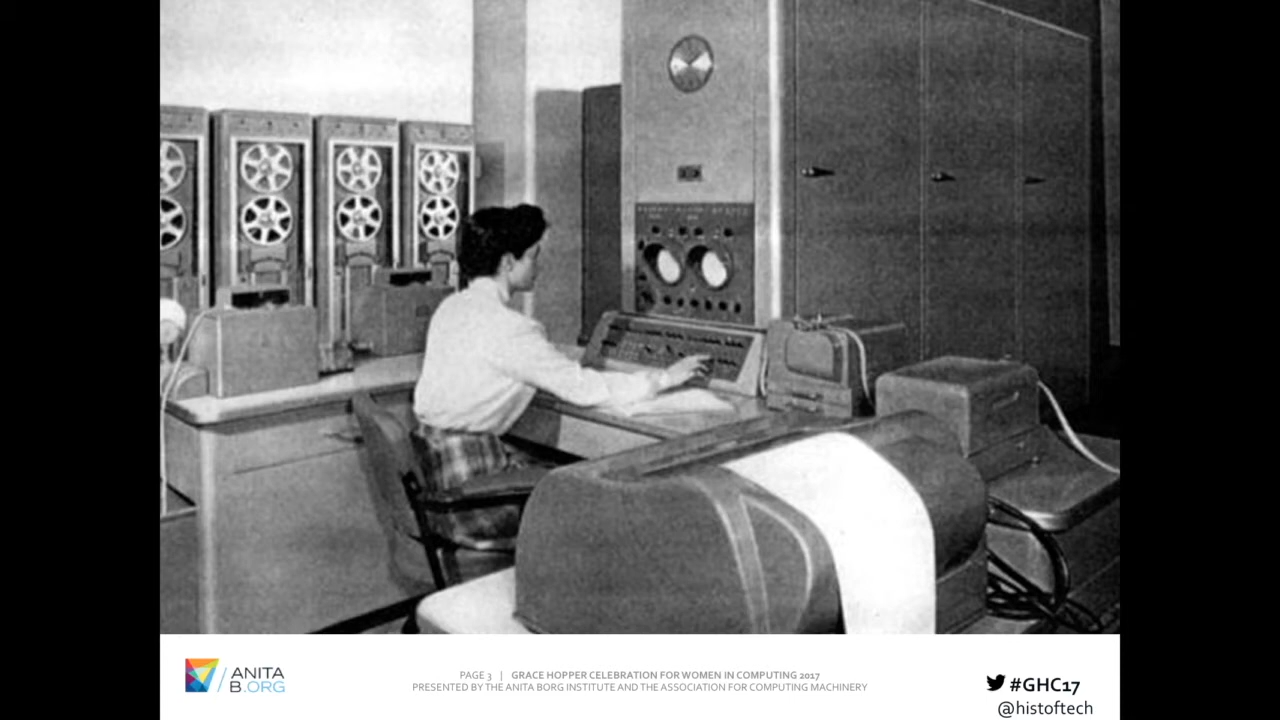 ANITA
B.ORG
PAGE 3 | GRACE HOPPER CELEBRATION FOR WOMEN IN COMPUTING 2017
PRESENTED BY THE ANITA BORG INSTITUTE AND THE ASSOCIATION FOR COMPUTING MACHINERY
#GHC17
@histoftech